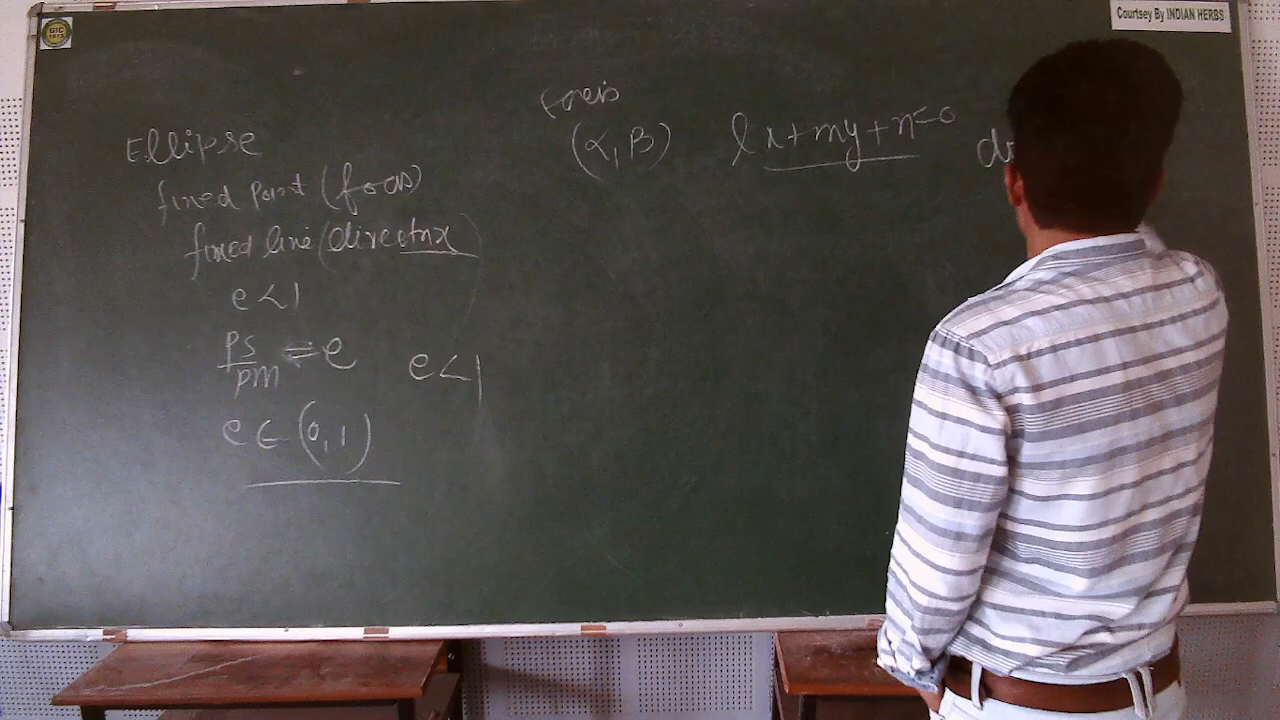 Courtsey By INDIAN HERBS
GIC
Ellipse
fixed point (focus)
fixed line (directrix)
e < 1
PS/PM = e e < 1
e ∈ (0, 1)
focus
(α, β) lx + my + n = 0